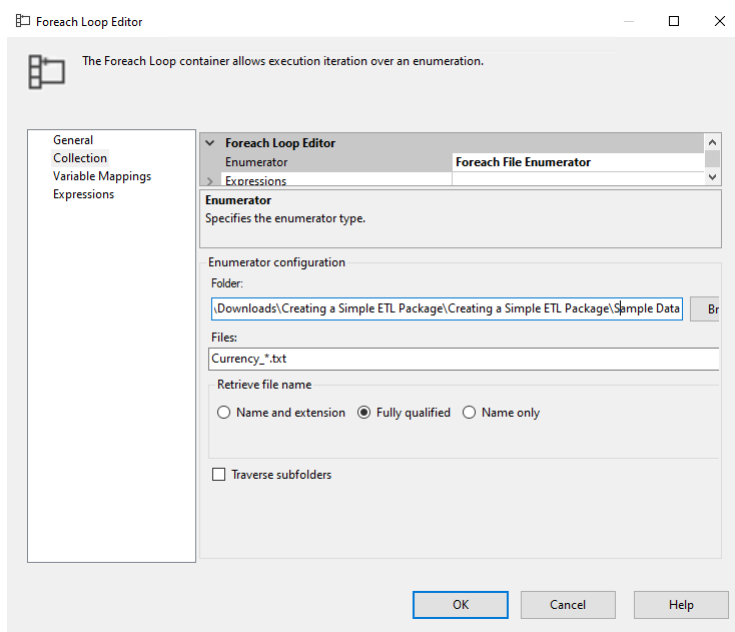 Foreach Loop Editor
The Foreach Loop container allows execution iteration over an enumeration.
General
Collection
Variable Mappings
Expressions
Foreach Loop Editor
Enumerator Foreach File Enumerator
Expressions
Enumerator
Specifies the enumerator type.
Enumerator configuration
Folder:
\Downloads\Creating a Simple ETL Package\Creating a Simple ETL Package\Sample Data
Br
Files:
Currency_*.txt
Retrieve file name
Name and extension Fully qualified Name only
Traverse subfolders
OK Cancel Help